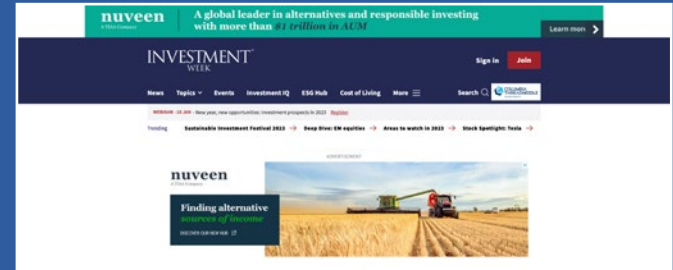 nuveen
A TIAA Company
A global leader in alternatives and responsible investing
with more than $1 trillion in AUM
Learn more
INVESTMENT
WEEK
Sign in
Join
News Topics Events Investment IQ ESG Hub Cost of Living More Search
COLUMBIA
THREADNEEDLE
WEBINAR - 18 JAN - New year, new opportunities: investment prospects in 2023 Register
Trending Sustainable Investment Festival 2023 → Deep Dive: EM equities → Areas to watch in 2023 → Stock Spotlight: Tesla →
ADVERTISEMENT
nuveen
A TIAA Company
Finding alternative
sources of income
DISCOVER OUR NEW HUB